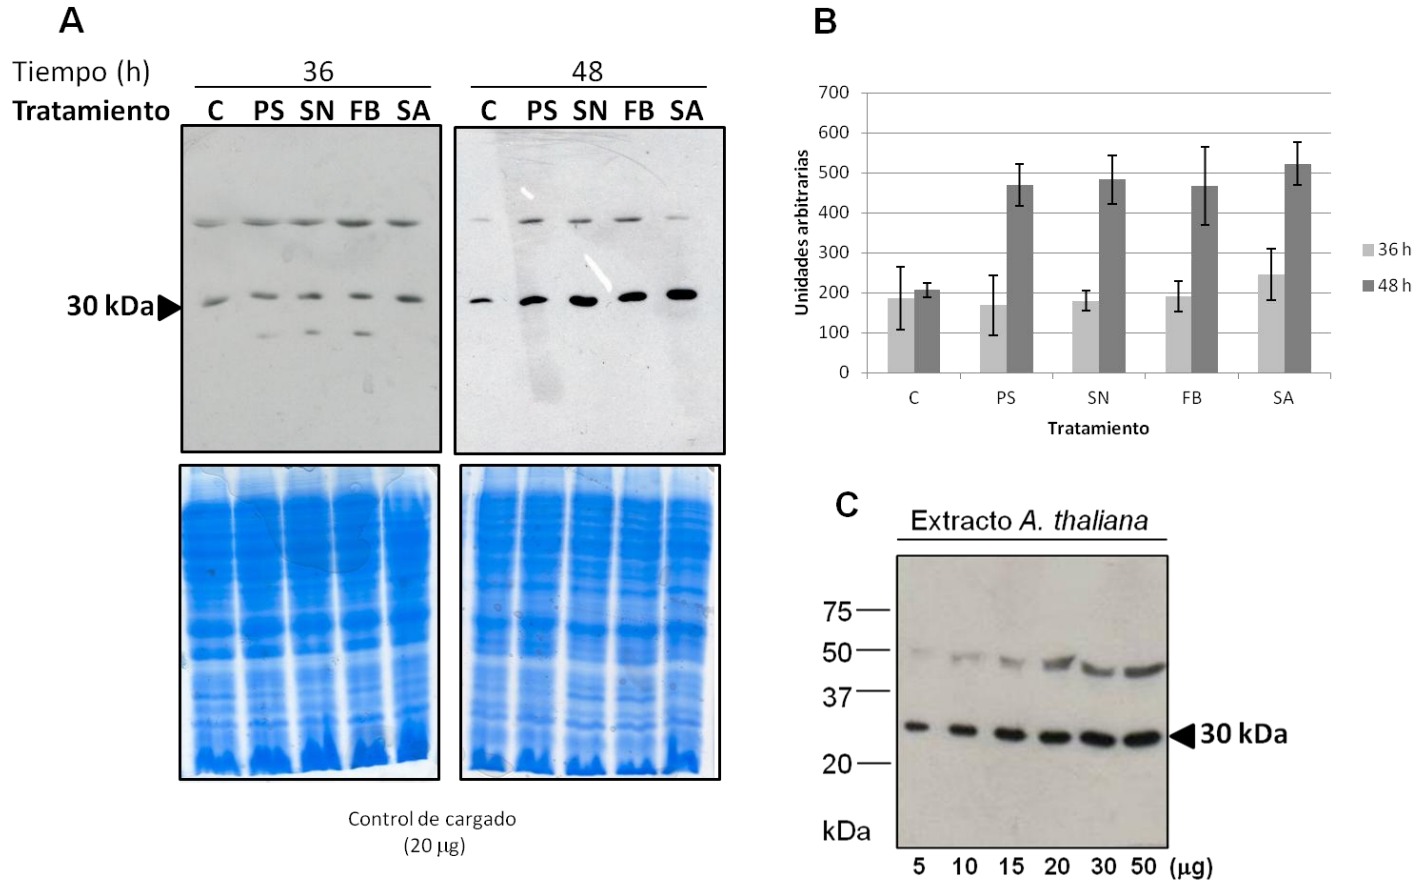 A
Tiempo (h) 36 48
Tratamiento C PS SN FB SA C PS SN FB SA
30 kDa
Control de cargado
(20 µg)
B
700
600
500
400
300
200
100
0
Unidades arbitrarias
C PS SN FB SA
Tratamiento
36 h
48 h
C
Extracto A. thaliana
75
50
37
30 kDa
20
kDa
5 10 15 20 30 50 (µg)